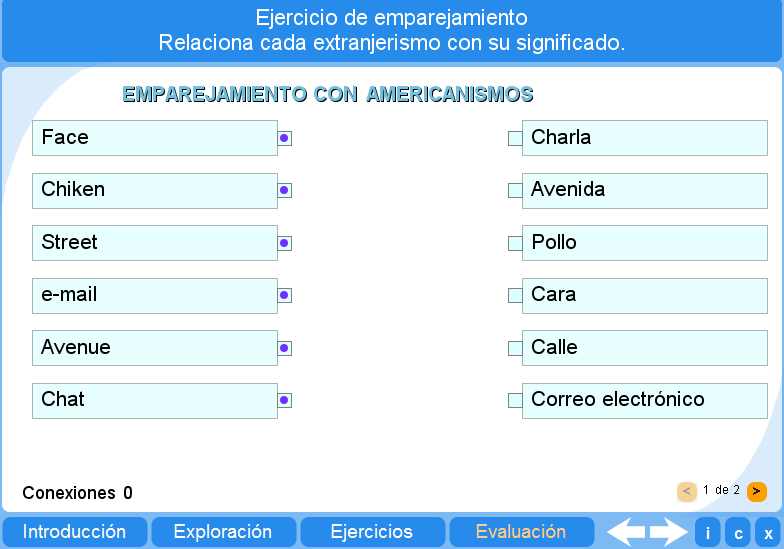 Ejercicio de emparejamiento
Relaciona cada extranjerismo con su significado.
EMPAREJAMIENTO CON AMERICANISMOS
Face
Charla
Chiken
Avenida
Street
Pollo
e-mail
Cara
Avenue
Calle
Chat
Correo electrónico
Conexiones 0
< 1 de 2 >
Introducción Exploración Ejercicios Evaluación i c x